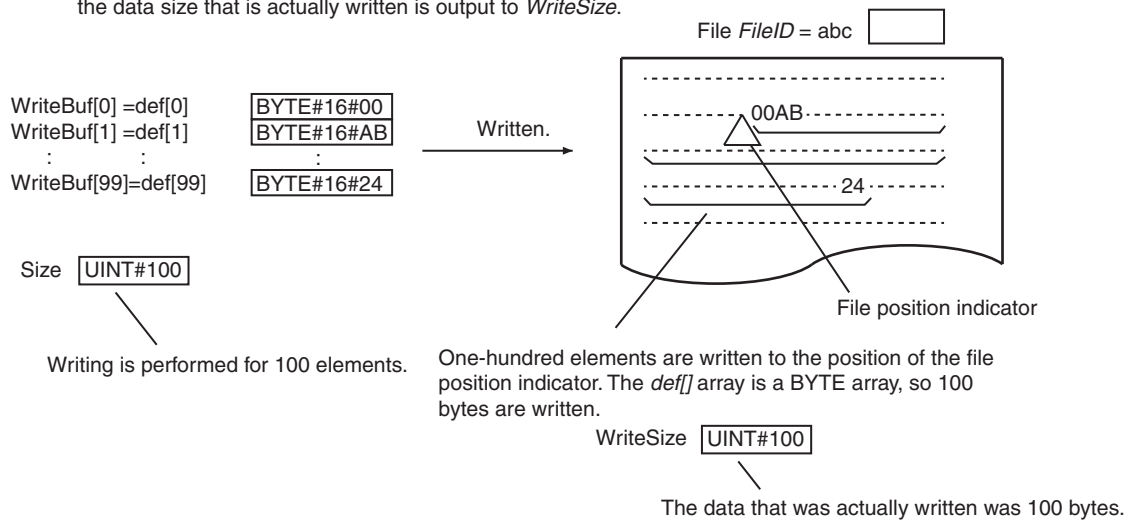 the data size that is actually written is output to WriteSize.
File FileID = abc
WriteBuf[0] =def[0] BYTE#16#00
WriteBuf[1] =def[1] BYTE#16#AB
: : :
WriteBuf[99]=def[99] BYTE#16#24
Written.
00AB
24
Size UINT#100
File position indicator
Writing is performed for 100 elements.
One-hundred elements are written to the position of the file
position indicator. The def[] array is a BYTE array, so 100
bytes are written.
WriteSize UINT#100
The data that was actually written was 100 bytes.